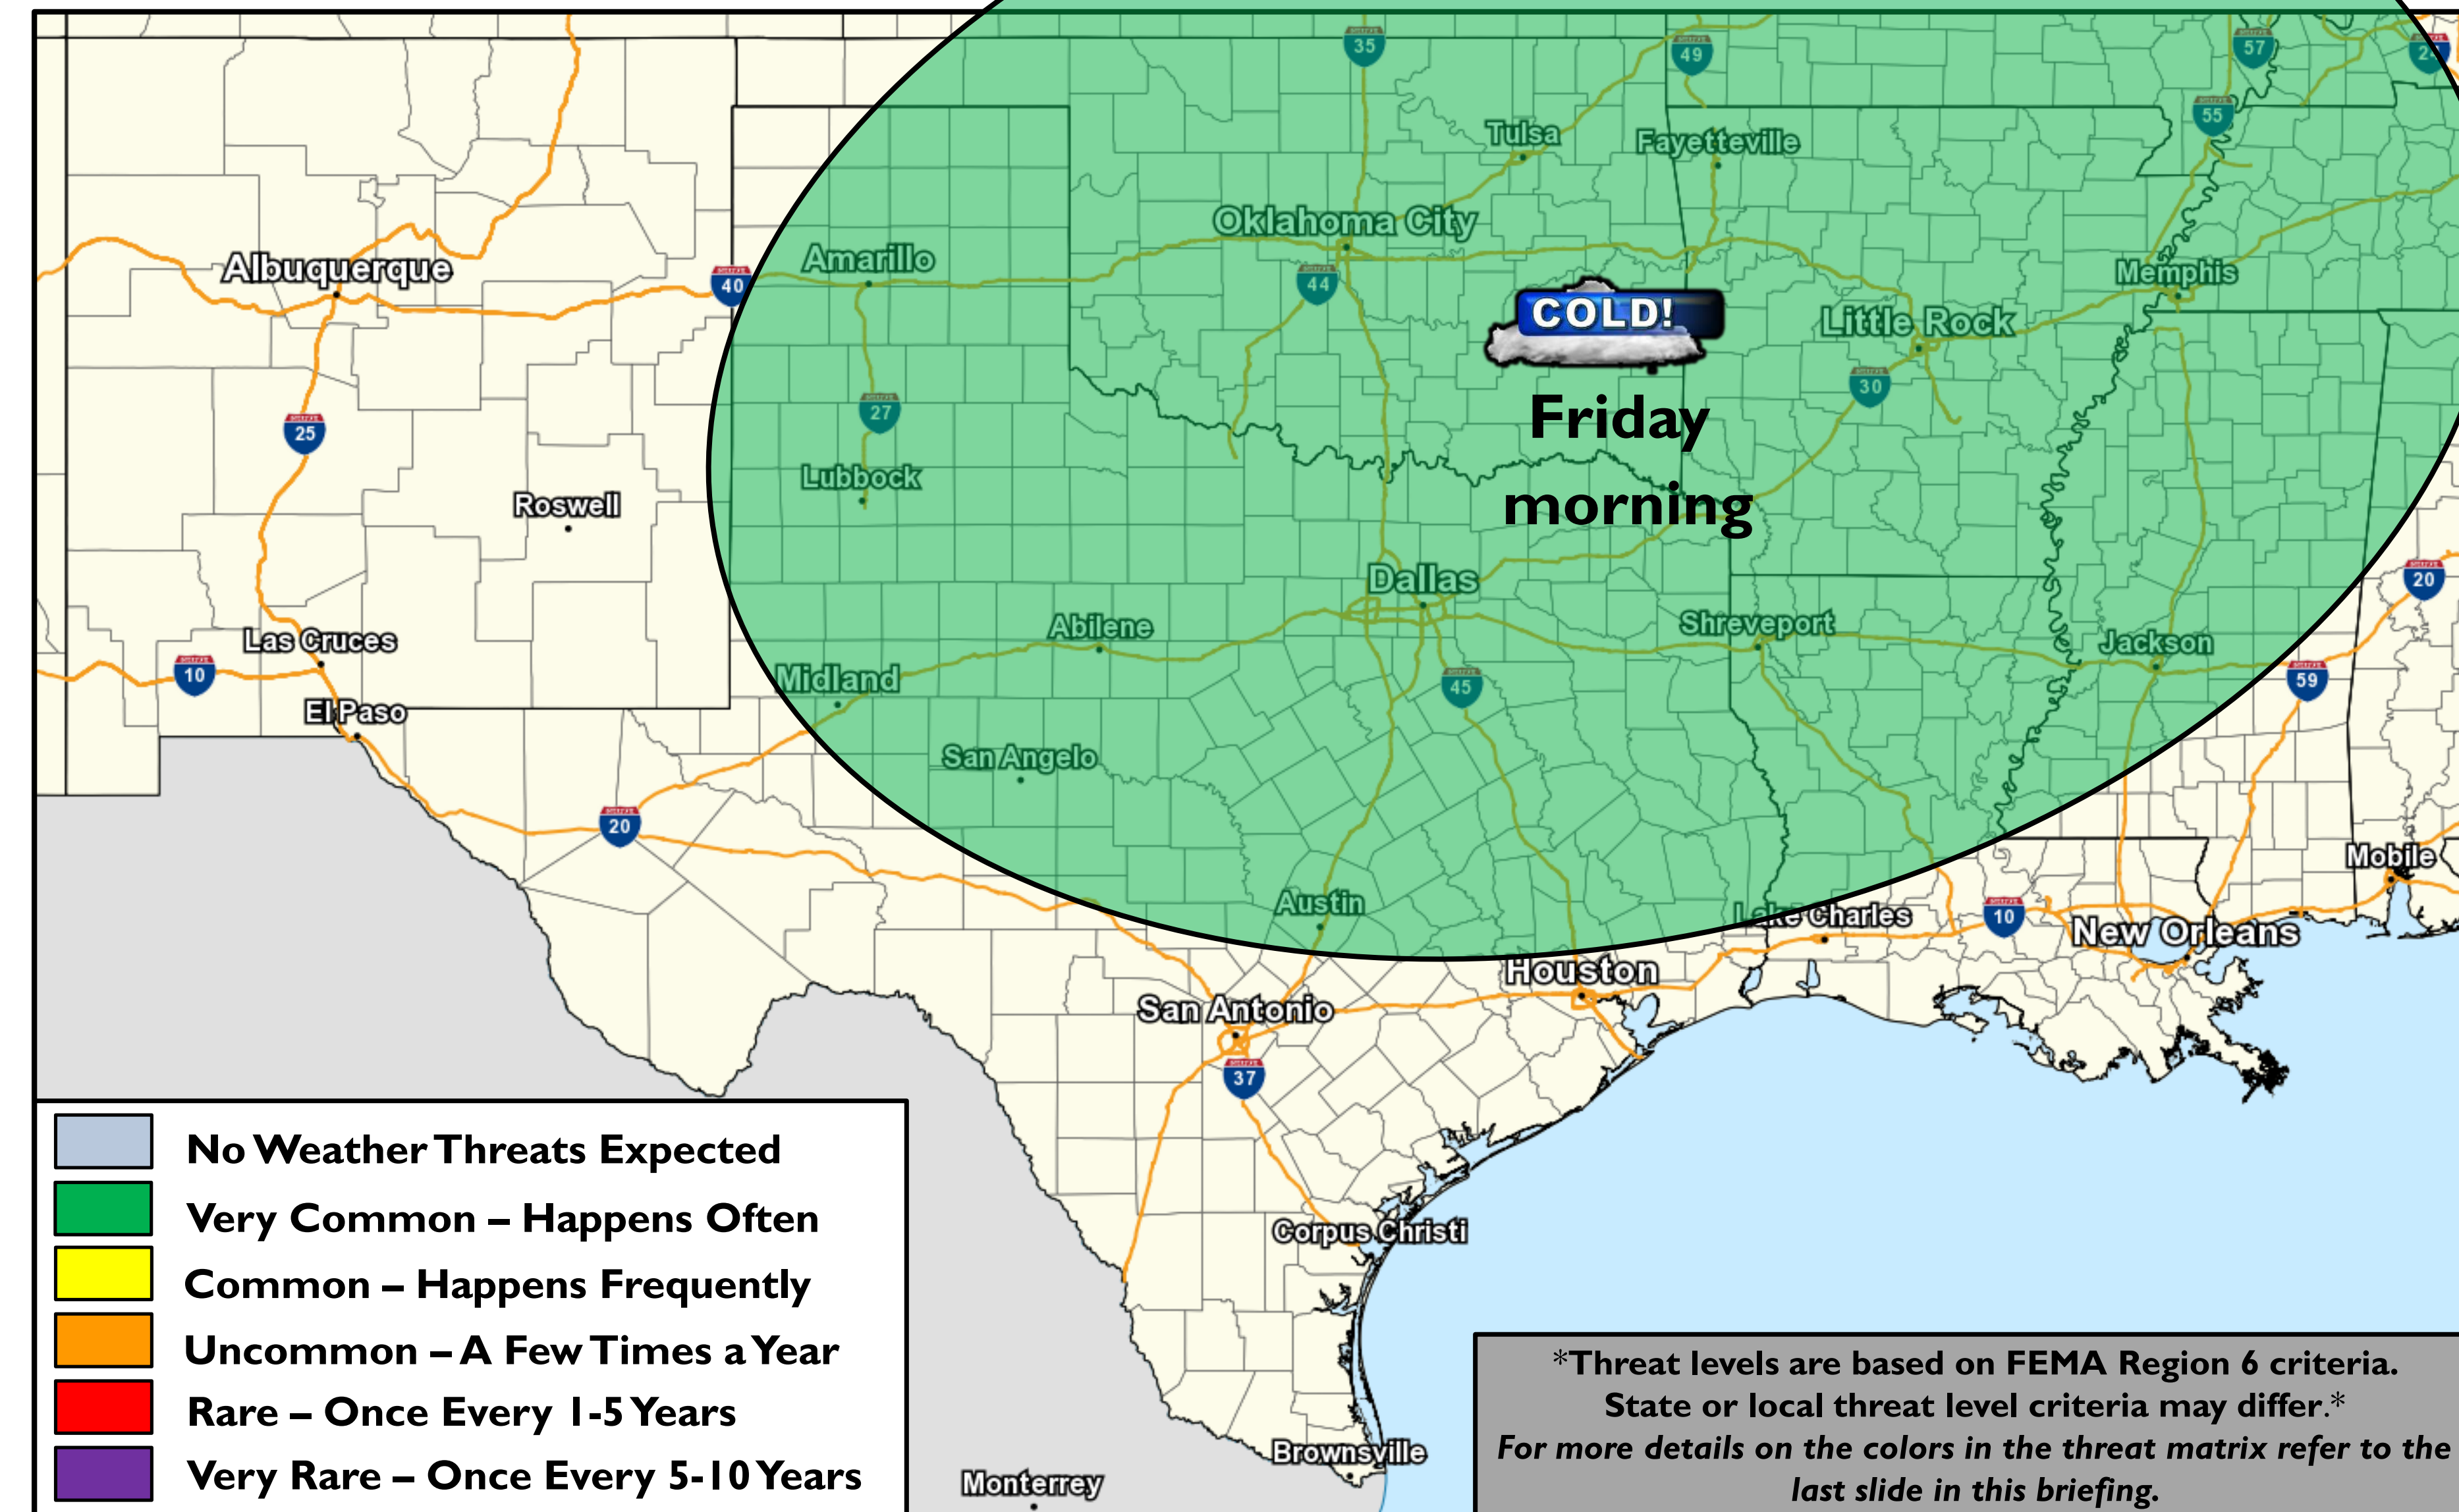 35
49
57
24
55
Tulsa
Fayetteville
Oklahoma City
Albuquerque
Amarillo
40
44
Memphis
COLD!
Little Rock
30
25
27
Friday
morning
Lubbock
Roswell
Dallas
20
Abilene
Shreveport
Las Cruces
Jackson
10
Midland
45
59
El Paso
San Angelo
20
Mobile
Austin
Lake Charles
10
New Orleans
Houston
San Antonio
37
Corpus Christi
Brownsville
Monterrey
No Weather Threats Expected
Very Common – Happens Often
Common – Happens Frequently
Uncommon – A Few Times a Year
Rare – Once Every 1-5 Years
Very Rare – Once Every 5-10 Years
*Threat levels are based on FEMA Region 6 criteria.
State or local threat level criteria may differ.*
For more details on the colors in the threat matrix refer to the
last slide in this briefing.